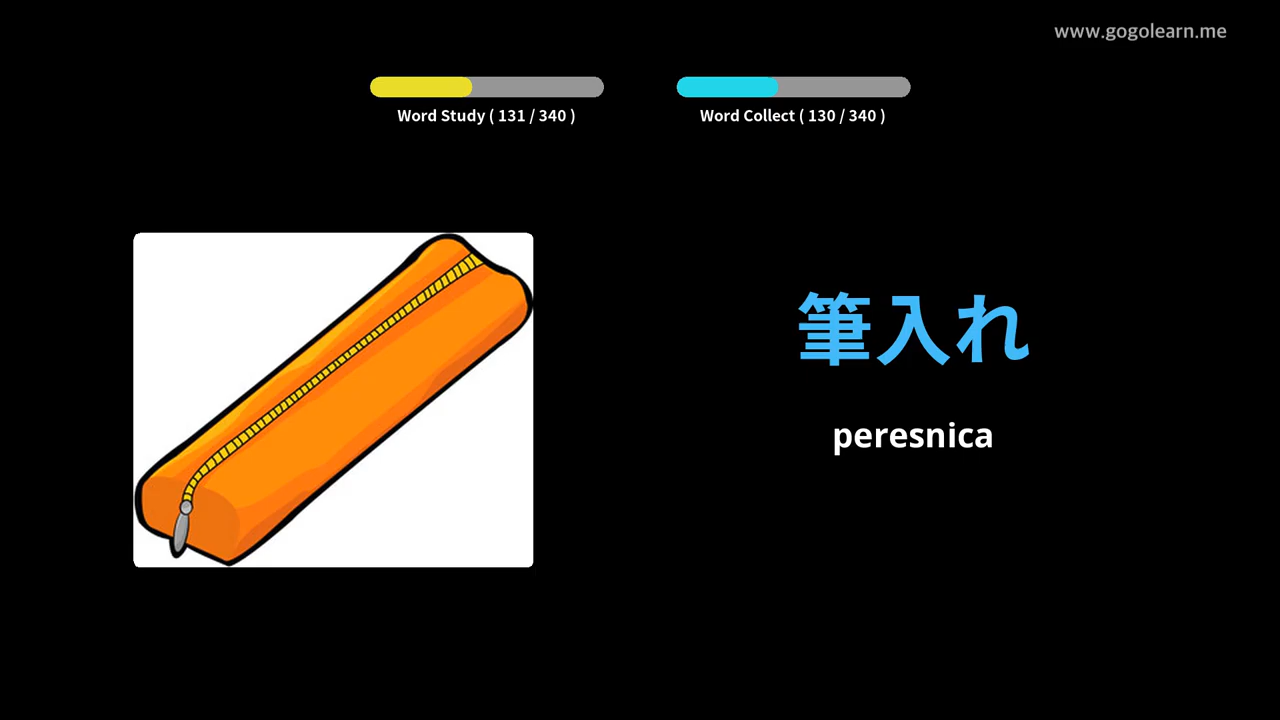 www.gogolearn.me
Word Study ( 131 / 340 )
Word Collect ( 130 / 340 )
筆入れ
peresnica